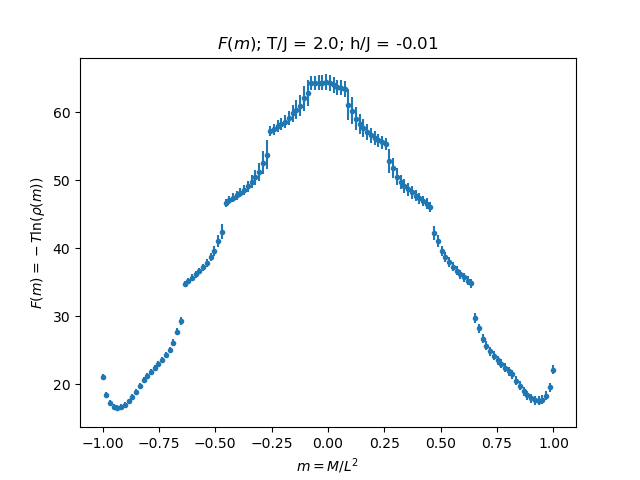 F(m); T/J = 2.0; h/J = -0.01
F(m) = −Tln(ρ(m))
60
50
40
30
20
−1.00 −0.75 −0.50 −0.25 0.00 0.25 0.50 0.75 1.00
m = M/L²